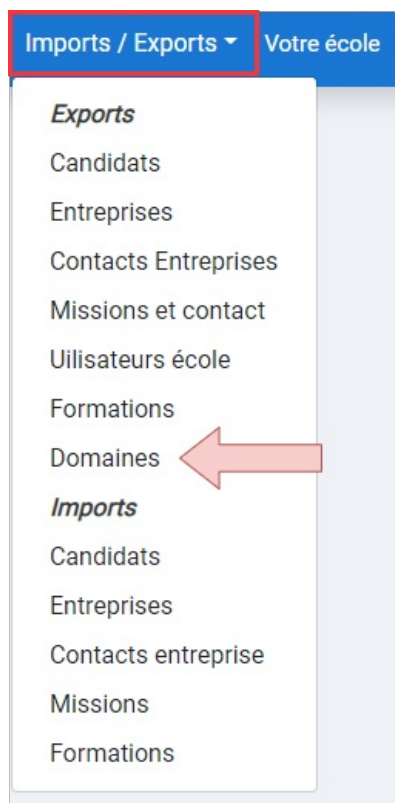 Imports / Exports Votre école
Exports
Candidats
Entreprises
Contacts Entreprises
Missions et contact
Uilisateurs école
Formations
Domaines
Imports
Candidats
Entreprises
Contacts entreprise
Missions
Formations